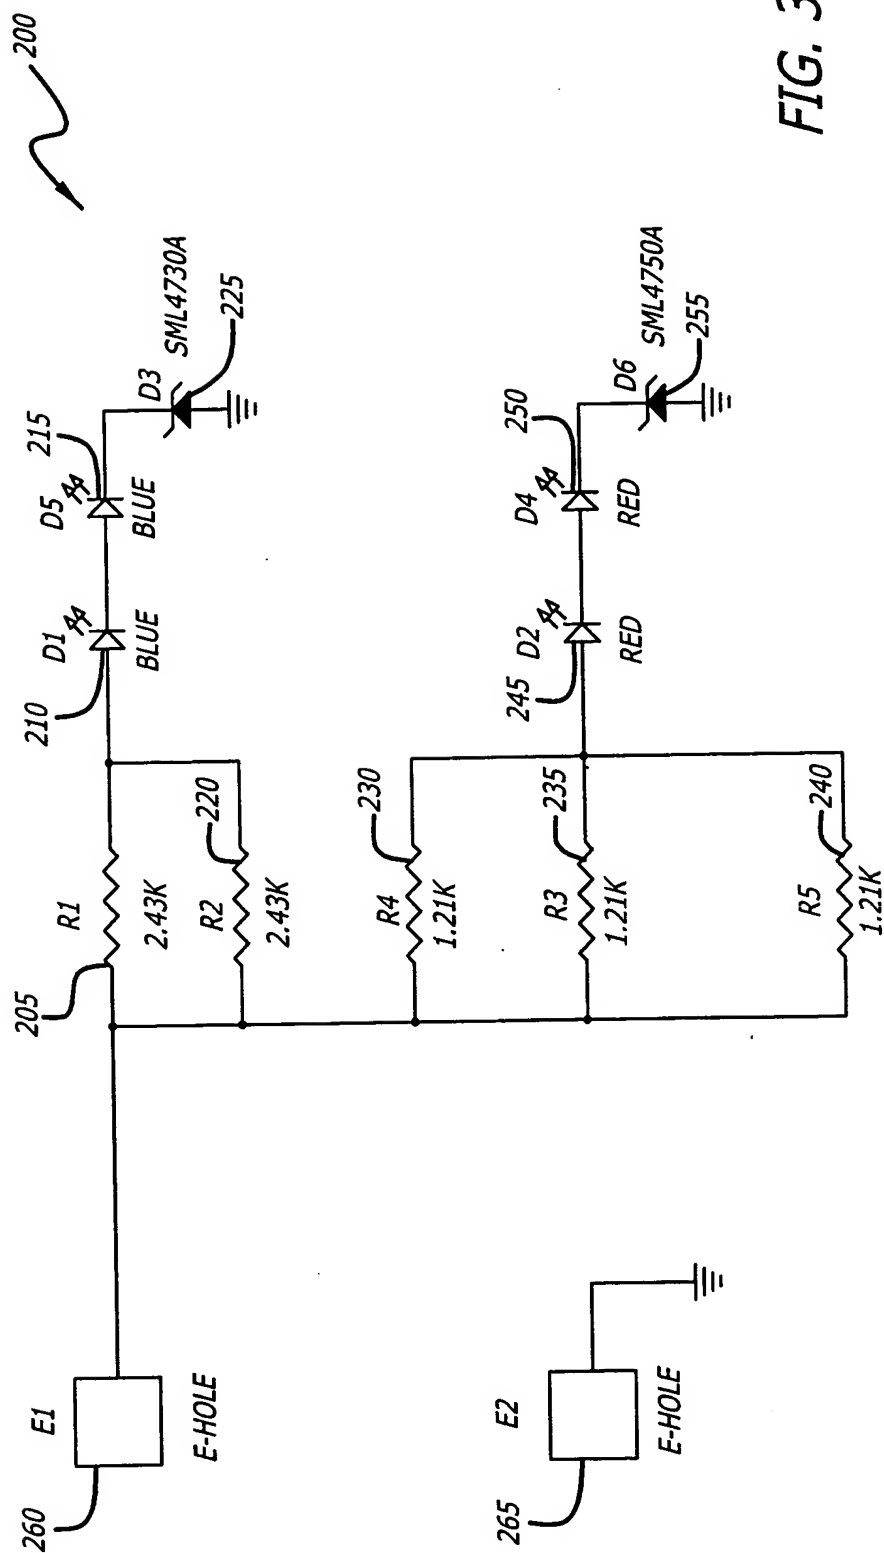 200
D3
SML4730A
225
215
D5
BLUE
D1
BLUE
210
R1
2.43K
205
220
R2
2.43K
230
R4
1.21K
235
R3
1.21K
240
R5
1.21K
250
D4
RED
D2
RED
245
D6
SML4750A
255
E1
E-HOLE
260
E2
E-HOLE
265
FIG. 3